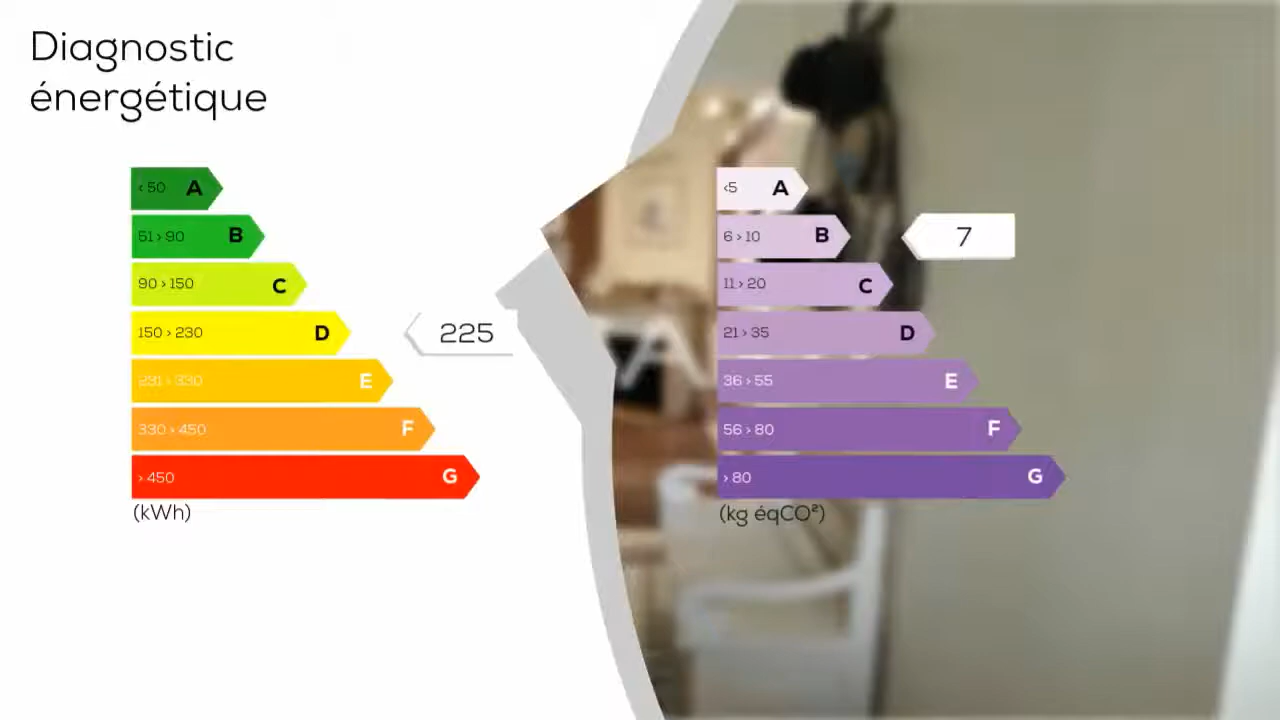 Diagnostic
énergétique
< 50 A
51 > 90 B
90 > 150 C
150 > 230 D
225
231 > 330 E
330 > 450 F
> 450 G
(kWh)
<5 A
6 > 10 B
7
11 > 20 C
21 > 35 D
36 > 55 E
56 > 80 F
> 80 G
(kg éqCO²)